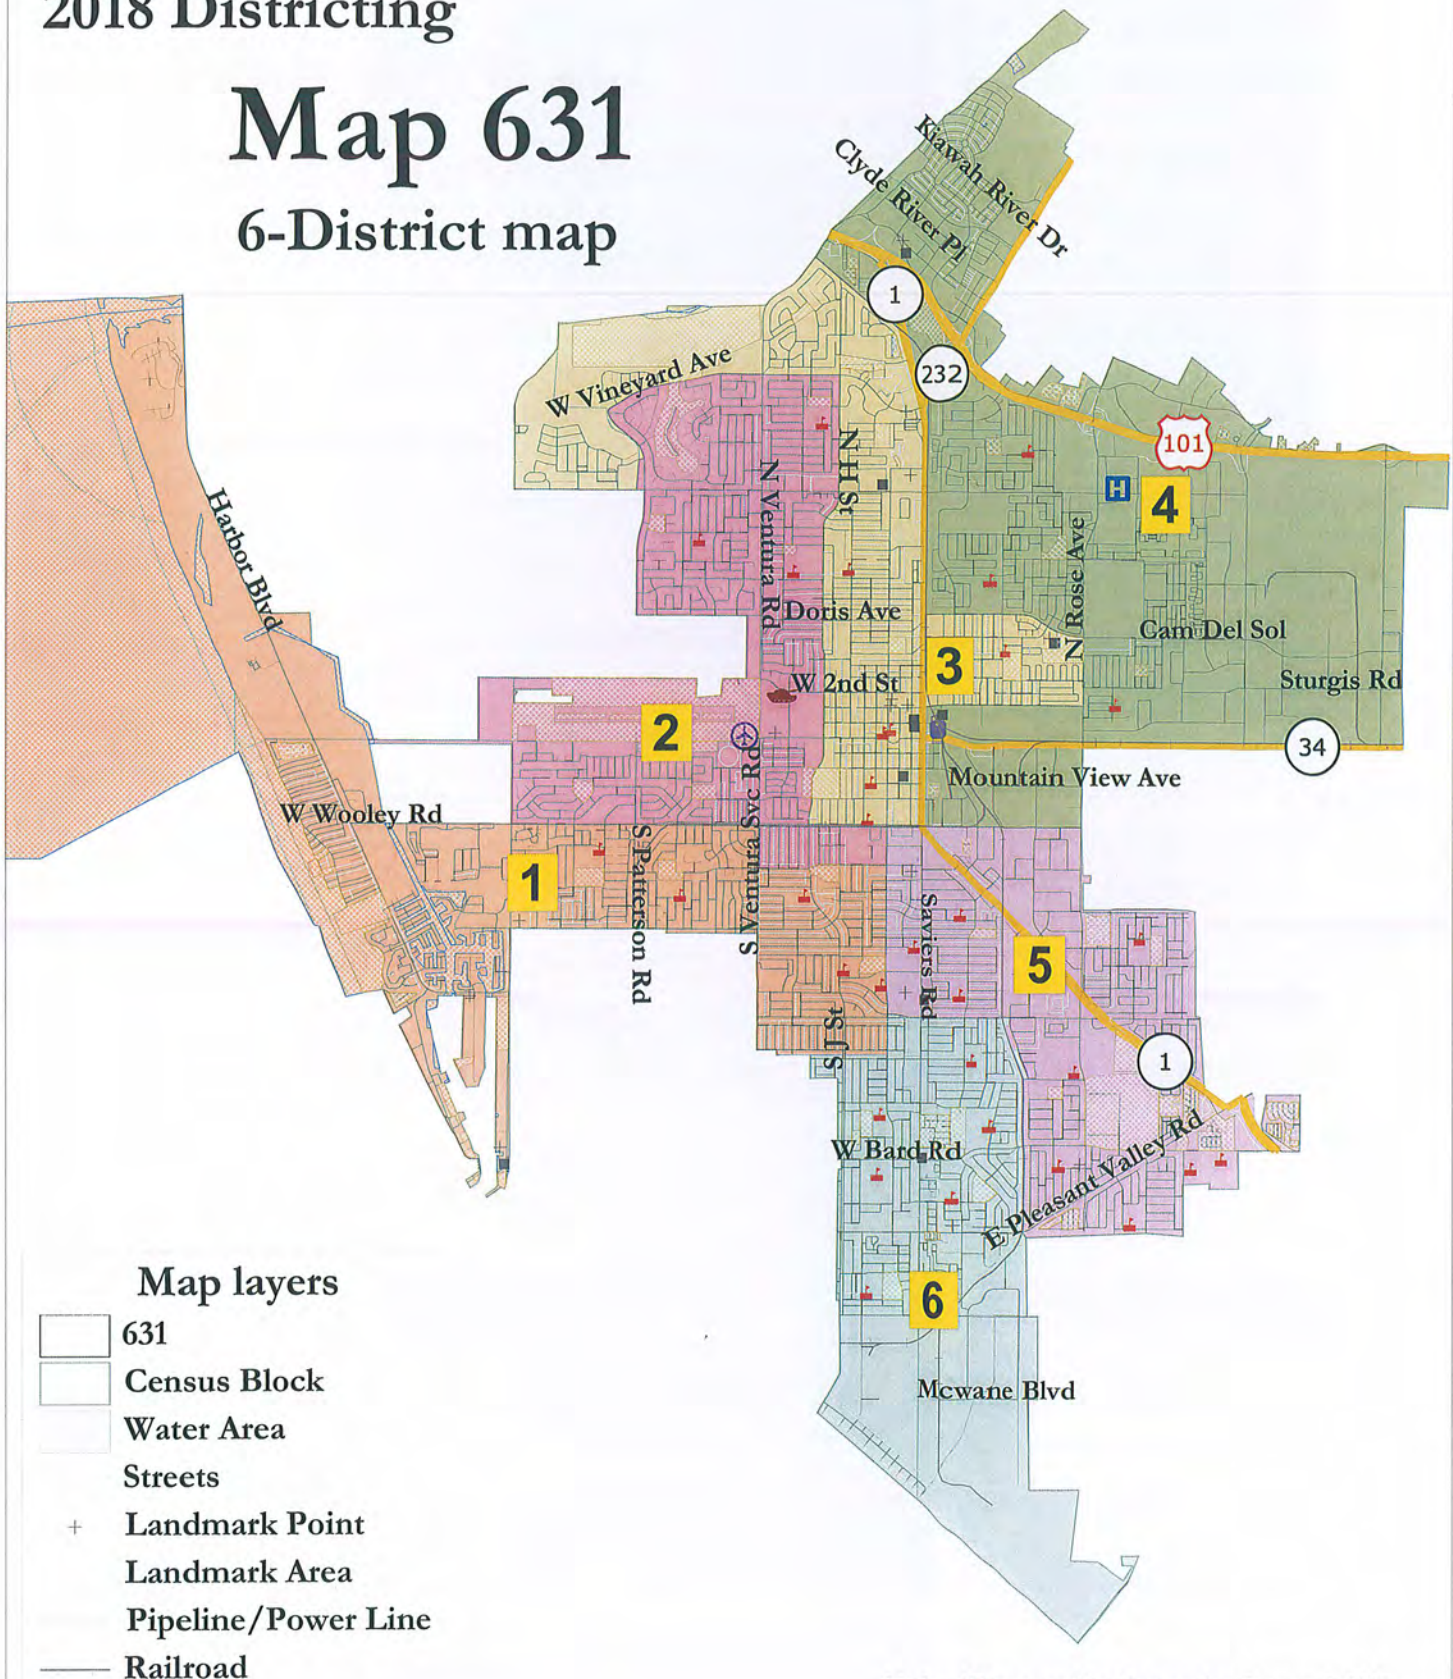 2018 Districting
Map 631
6-District map
Kiawah River Dr
Clyde River Pl
1
232
W Vineyard Ave
101
N H St
N Ventura Rd
4
Harbor Blvd
N Rose Ave
Doris Ave
Cam Del Sol
3
W 2nd St
Sturgis Rd
2
34
Mountain View Ave
W Wooley Rd
S Ventura Svc Rd
S Patterson Rd
1
Saviers Rd
5
S J St
1
W Bard Rd
E Pleasant Valley Rd
H
6
Mcwane Blvd
Map layers
631
Census Block
Water Area
Streets
Landmark Point
Landmark Area
Pipeline/Power Line
Railroad